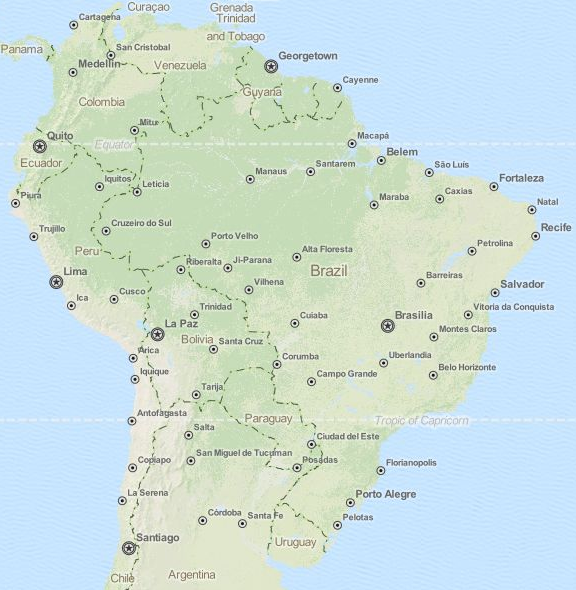 Curaçao
Grenada
Trinidad
and Tobago
Cartagena
Panama
San Cristobal
Georgetown
Medellin
Venezuela
Cayenne
Guyana
Colombia
Mitu
Quito
Macapá
Equator
Belem
Ecuador
Santarem
São Luís
Manaus
Iquitos
Leticia
Fortaleza
Piura
Maraba
Caxias
Natal
Trujillo
Cruzeiro do Sul
Recife
Porto Velho
Petrolina
Peru
Alta Floresta
Riberalta
Ji-Parana
Lima
Brazil
Vilhena
Barreiras
Salvador
Ica
Cusco
Trinidad
Vitoria da Conquista
La Paz
Cuiaba
Brasilia
Montes Claros
Bolivia
Santa Cruz
Arica
Corumba
Uberlandia
Iquique
Campo Grande
Belo Horizonte
Tarija
Antofagasta
Paraguay
Tropic of Capricorn
Salta
Ciudad del Este
San Miguel de Tucuman
Copiapo
Posadas
Florianopolis
La Serena
Porto Alegre
Córdoba
Santa Fe
Pelotas
Santiago
Uruguay
Chile
Argentina